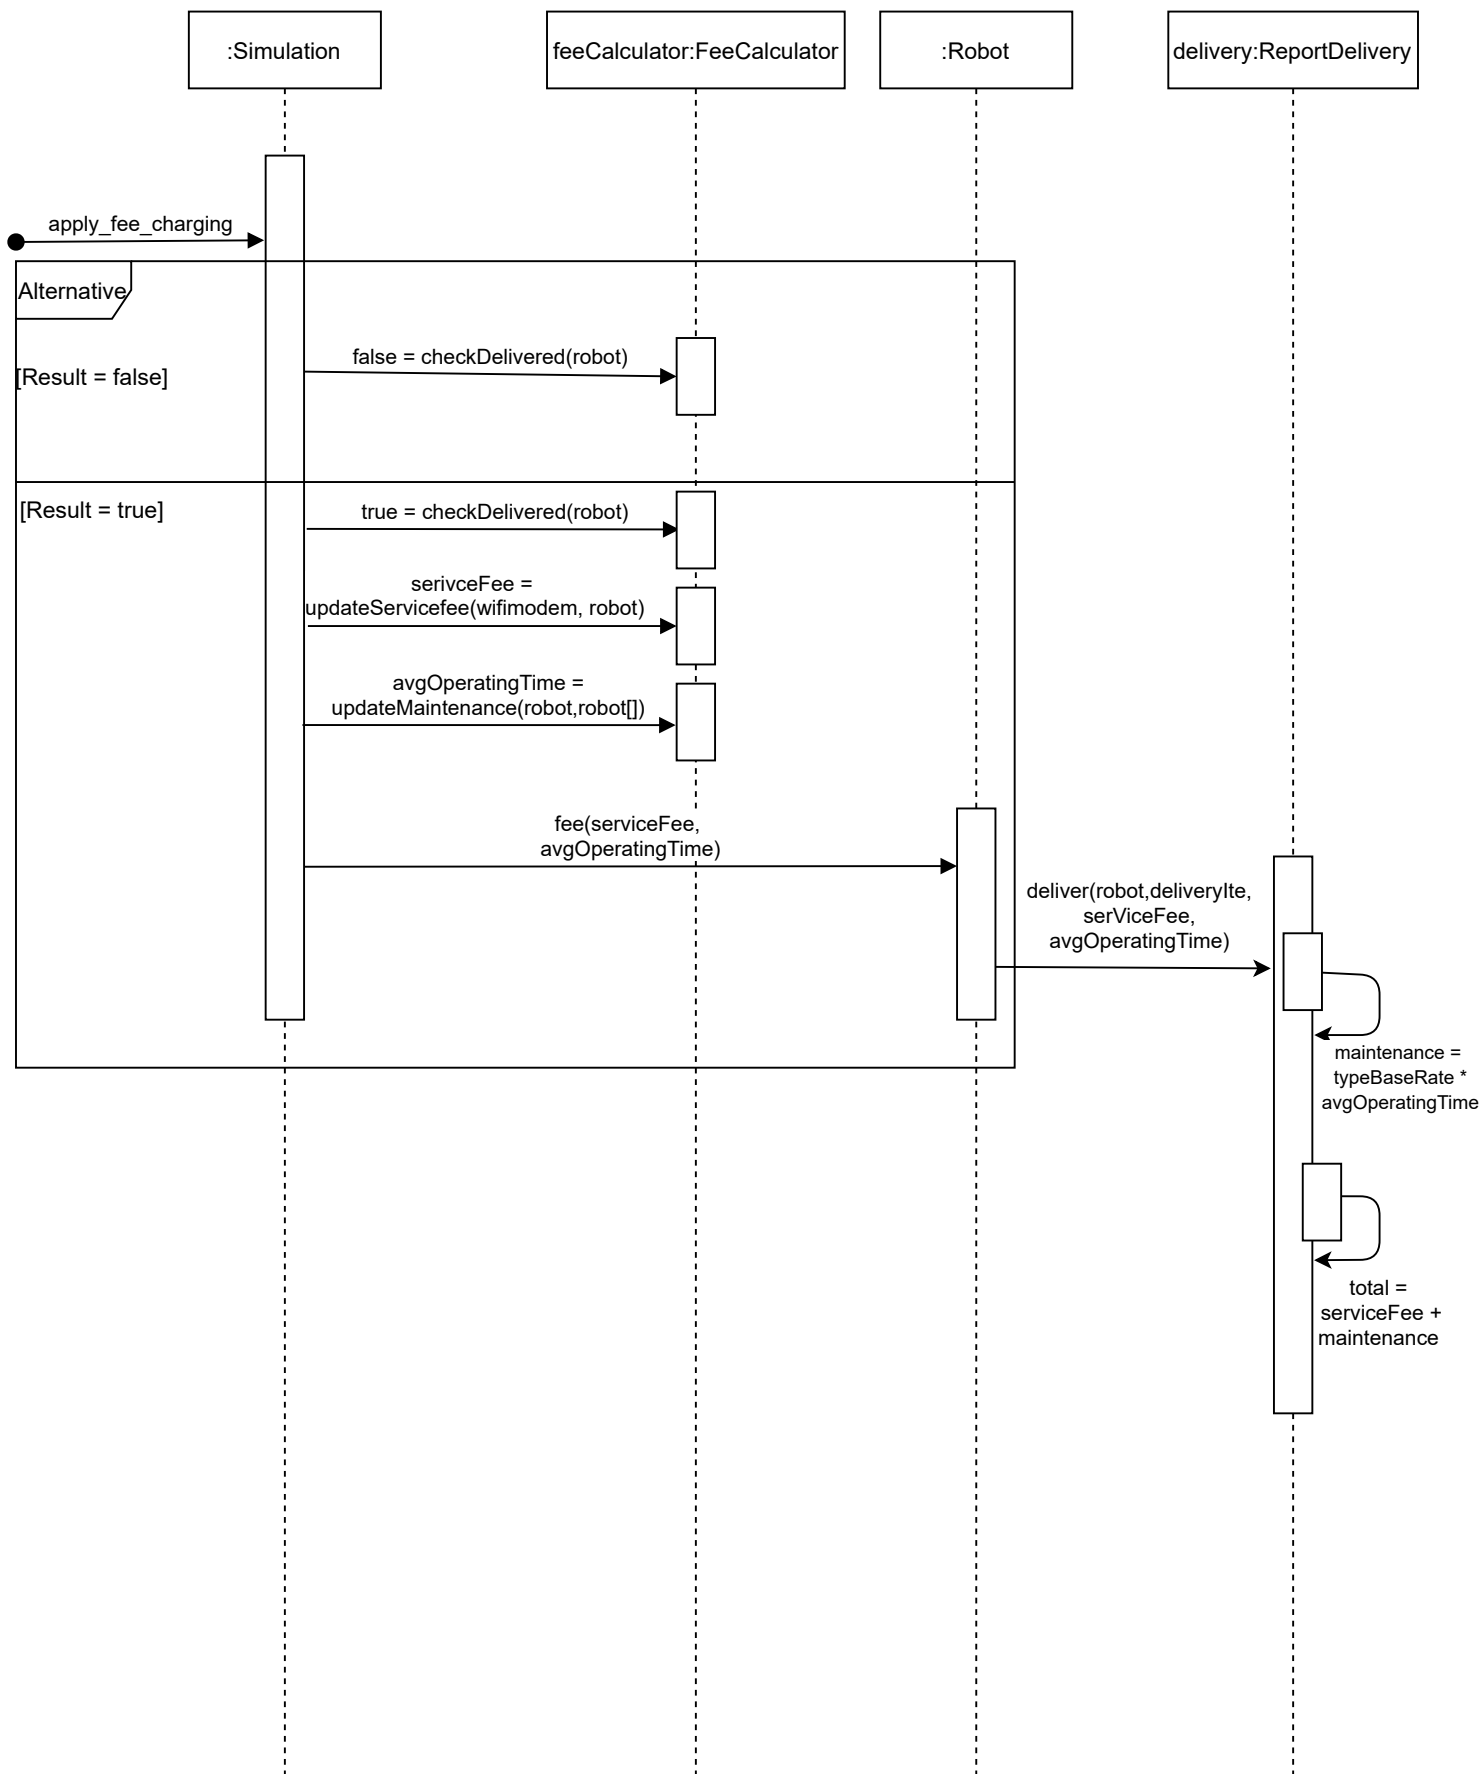 :Simulation
feeCalculator:FeeCalculator
:Robot
delivery:ReportDelivery
apply_fee_charging
Alternative
false = checkDelivered(robot)
[Result = false]
[Result = true]
true = checkDelivered(robot)
serivceFee =
updateServicefee(wifimodem, robot)
avgOperatingTime =
updateMaintenance(robot,robot[])
fee(serviceFee,
avgOperatingTime)
deliver(robot,deliveryIte,
serViceFee,
avgOperatingTime)
maintenance =
typeBaseRate *
avgOperatingTime
total =
serviceFee +
maintenance